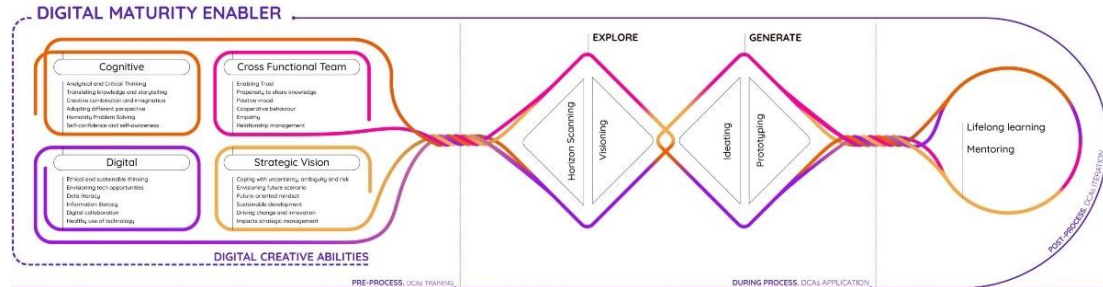 DIGITAL MATURITY ENABLER
Cognitive
Analytical and Critical Thinking
Translating knowledge and storytelling
Creative combination and imagination
Adopting different perspective
Humanity Problem Solving
Self-confidence and self-awareness
Cross Functional Team
Enabling Trust
Propensity to share knowledge
Positive mood
Cooperative behaviour
Empathy
Relationship management
Digital
Ethical and sustainable thinking
Envisioning tech opportunities
Data literacy
Information literacy
Digital collaboration
Healthy use of technology
Strategic Vision
Coping with uncertainty, ambiguity and risk
Envisioning future scenario
Future-oriented mindset
Sustainable development
Driving change and innovation
Impacts strategic management
DIGITAL CREATIVE ABILITIES
PRE-PROCESS, DCAs TRAINING
EXPLORE
Horizon Scanning
Visioning
GENERATE
Ideating
Prototyping
DURING PROCESS, DCAs APPLICATION
Lifelong learning
Mentoring
POST-PROCESS, DCAs ITERATION